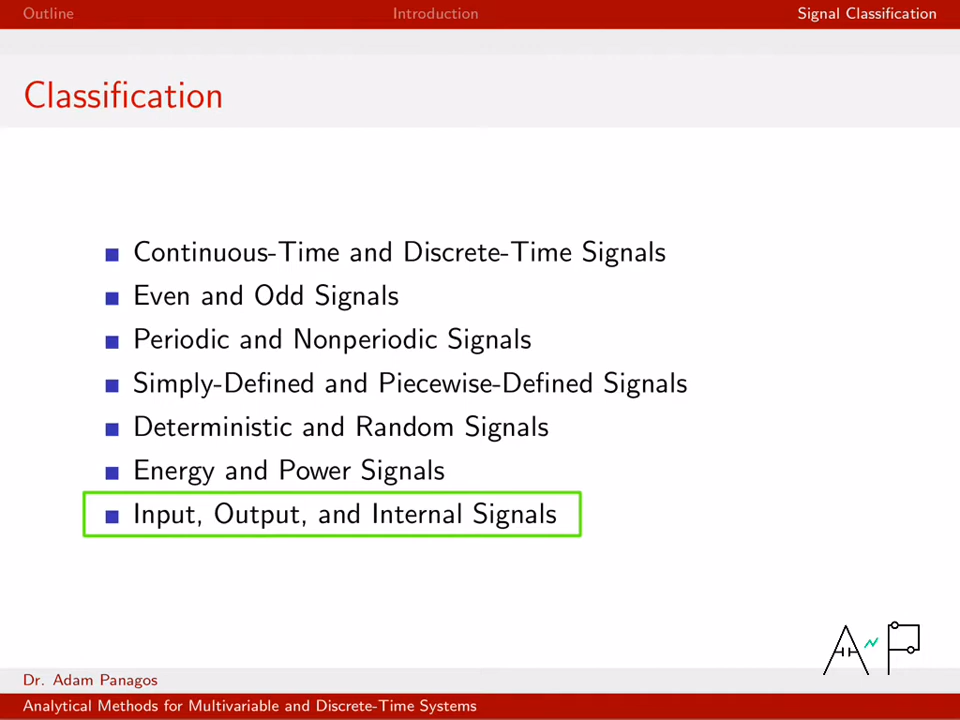 Outline Introduction Signal Classification
Classification
Continuous-Time and Discrete-Time Signals
Even and Odd Signals
Periodic and Nonperiodic Signals
Simply-Defined and Piecewise-Defined Signals
Deterministic and Random Signals
Energy and Power Signals
Input, Output, and Internal Signals
AP
Dr. Adam Panagos
Analytical Methods for Multivariable and Discrete-Time Systems